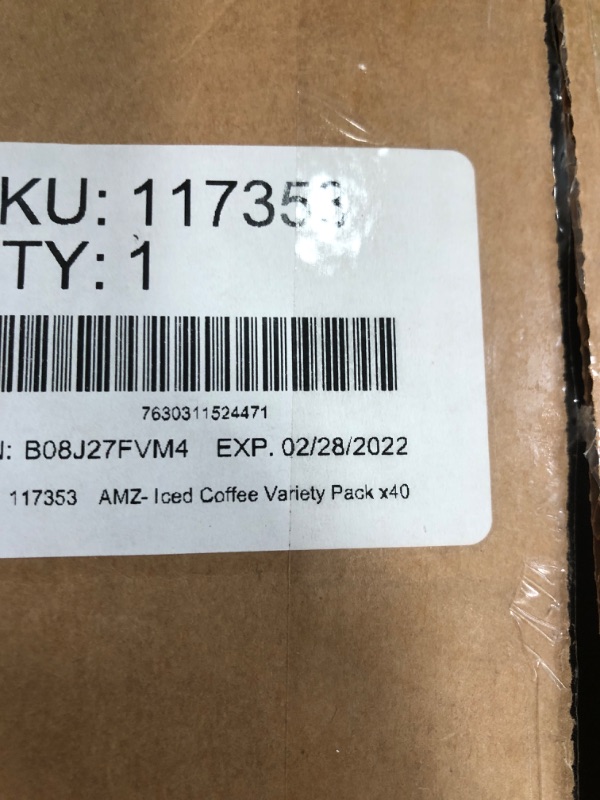 KU: 117353
TY: 1
7630311524471
N: B08J27FVM4 EXP. 02/28/2022
117353 AMZ- Iced Coffee Variety Pack x40